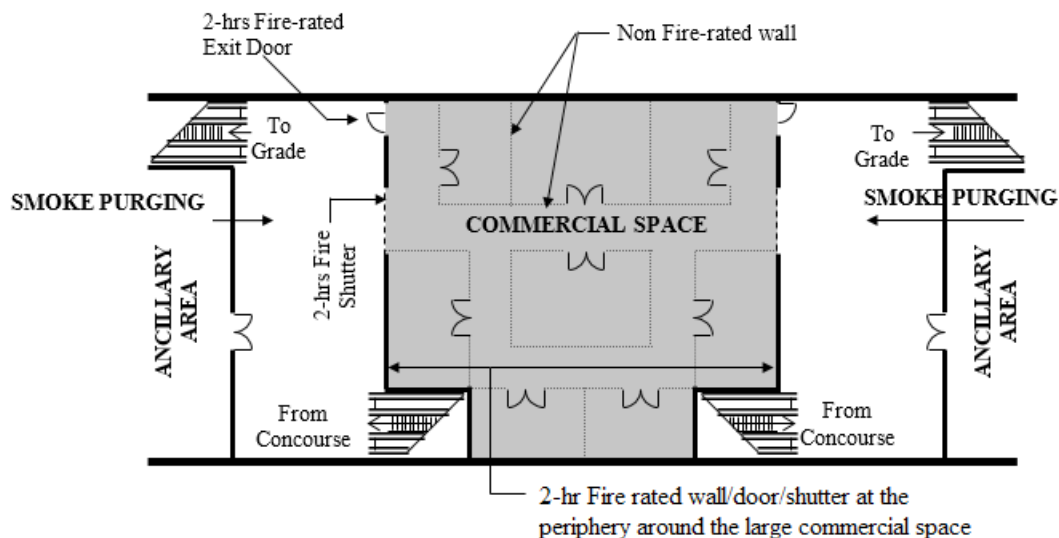 2-hrs Fire-rated
Exit Door
Non Fire-rated wall
To
Grade
To
Grade
SMOKE PURGING
SMOKE PURGING
COMMERCIAL SPACE
2-hrs Fire
Shutter
ANCILLARY
AREA
ANCILLARY
AREA
From
Concourse
From
Concourse
2-hr Fire rated wall/door/shutter at the
periphery around the large commercial space